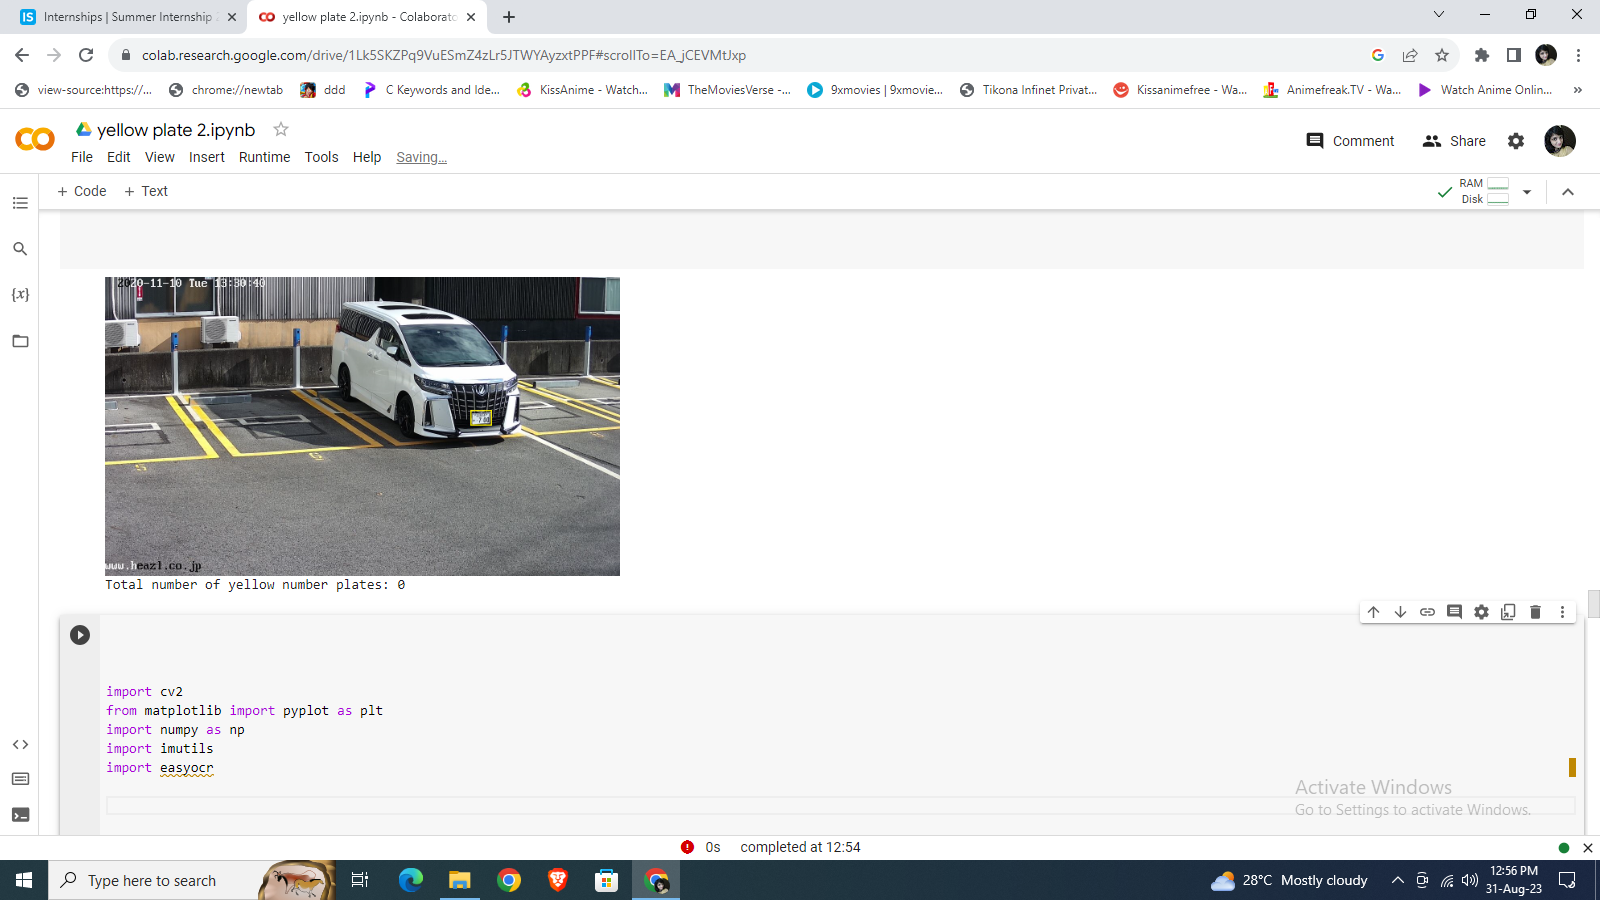 Internships | Summer Internship
yellow plate 2.ipynb - Colaborato
colab.research.google.com/drive/1Lk5SKZPq9VuESmZ4zLr5JTWYAyzxtPPF#scrollTo=EA_jCEVMtJxp
view-source:https://...
chrome://newtab
ddd
C Keywords and Ide...
KissAnime - Watch...
TheMoviesVerse -...
9xmovies | 9xmovie...
Tikona Infinet Privat...
Kissanimefree - Wa...
Animefreak.TV - Wa...
Watch Anime Onlin...
»
CO
yellow plate 2.ipynb
File Edit View Insert Runtime Tools Help Saving...
Comment
Share
+ Code + Text
RAM
Disk
{x}
2020-11-10 Tue 13:30:40
www.heazl.co.jp
Total number of yellow number plates: 0
import cv2
from matplotlib import pyplot as plt
import numpy as np
import imutils
import easyocr
Activate Windows
Go to Settings to activate Windows.
0s completed at 12:54
Type here to search
28°C Mostly cloudy
12:56 PM
31-Aug-23